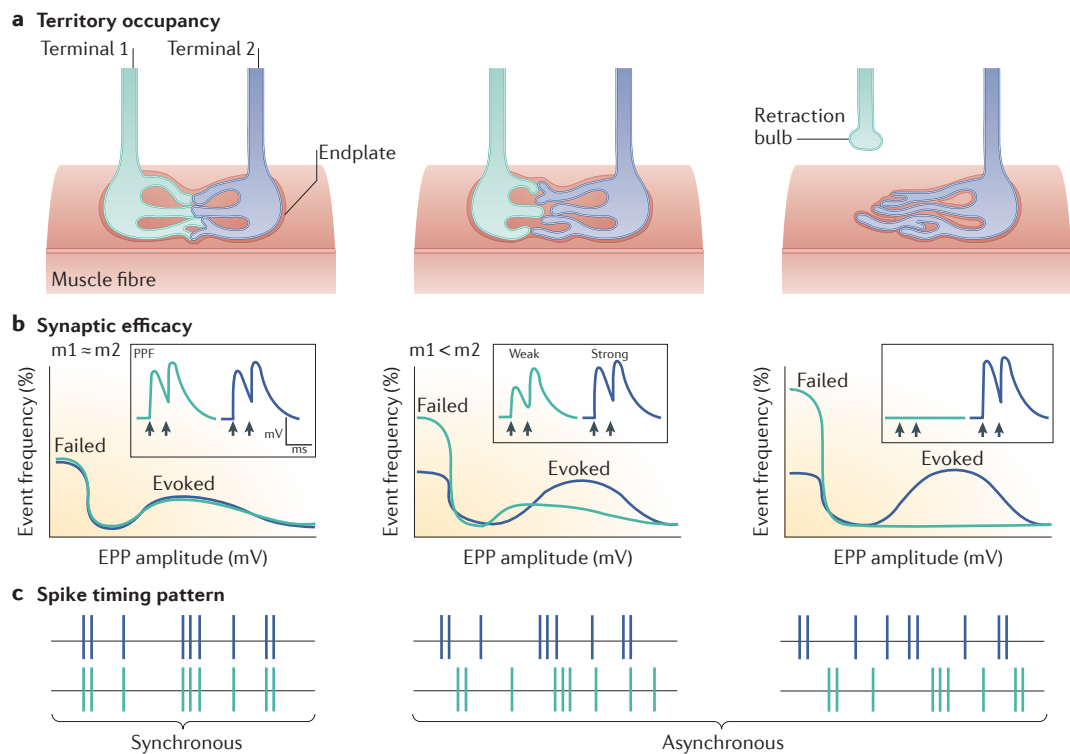 a Territory occupancy
Terminal 1 Terminal 2
Endplate
Muscle fibre
Retraction
bulb
b Synaptic efficacy
m1 ≈ m2
PPF
mV
ms
Failed
Evoked
Event frequency (%)
EPP amplitude (mV)
m1 < m2
Weak Strong
Failed
Evoked
Event frequency (%)
EPP amplitude (mV)
Failed
Evoked
Event frequency (%)
EPP amplitude (mV)
c Spike timing pattern
Synchronous
Asynchronous